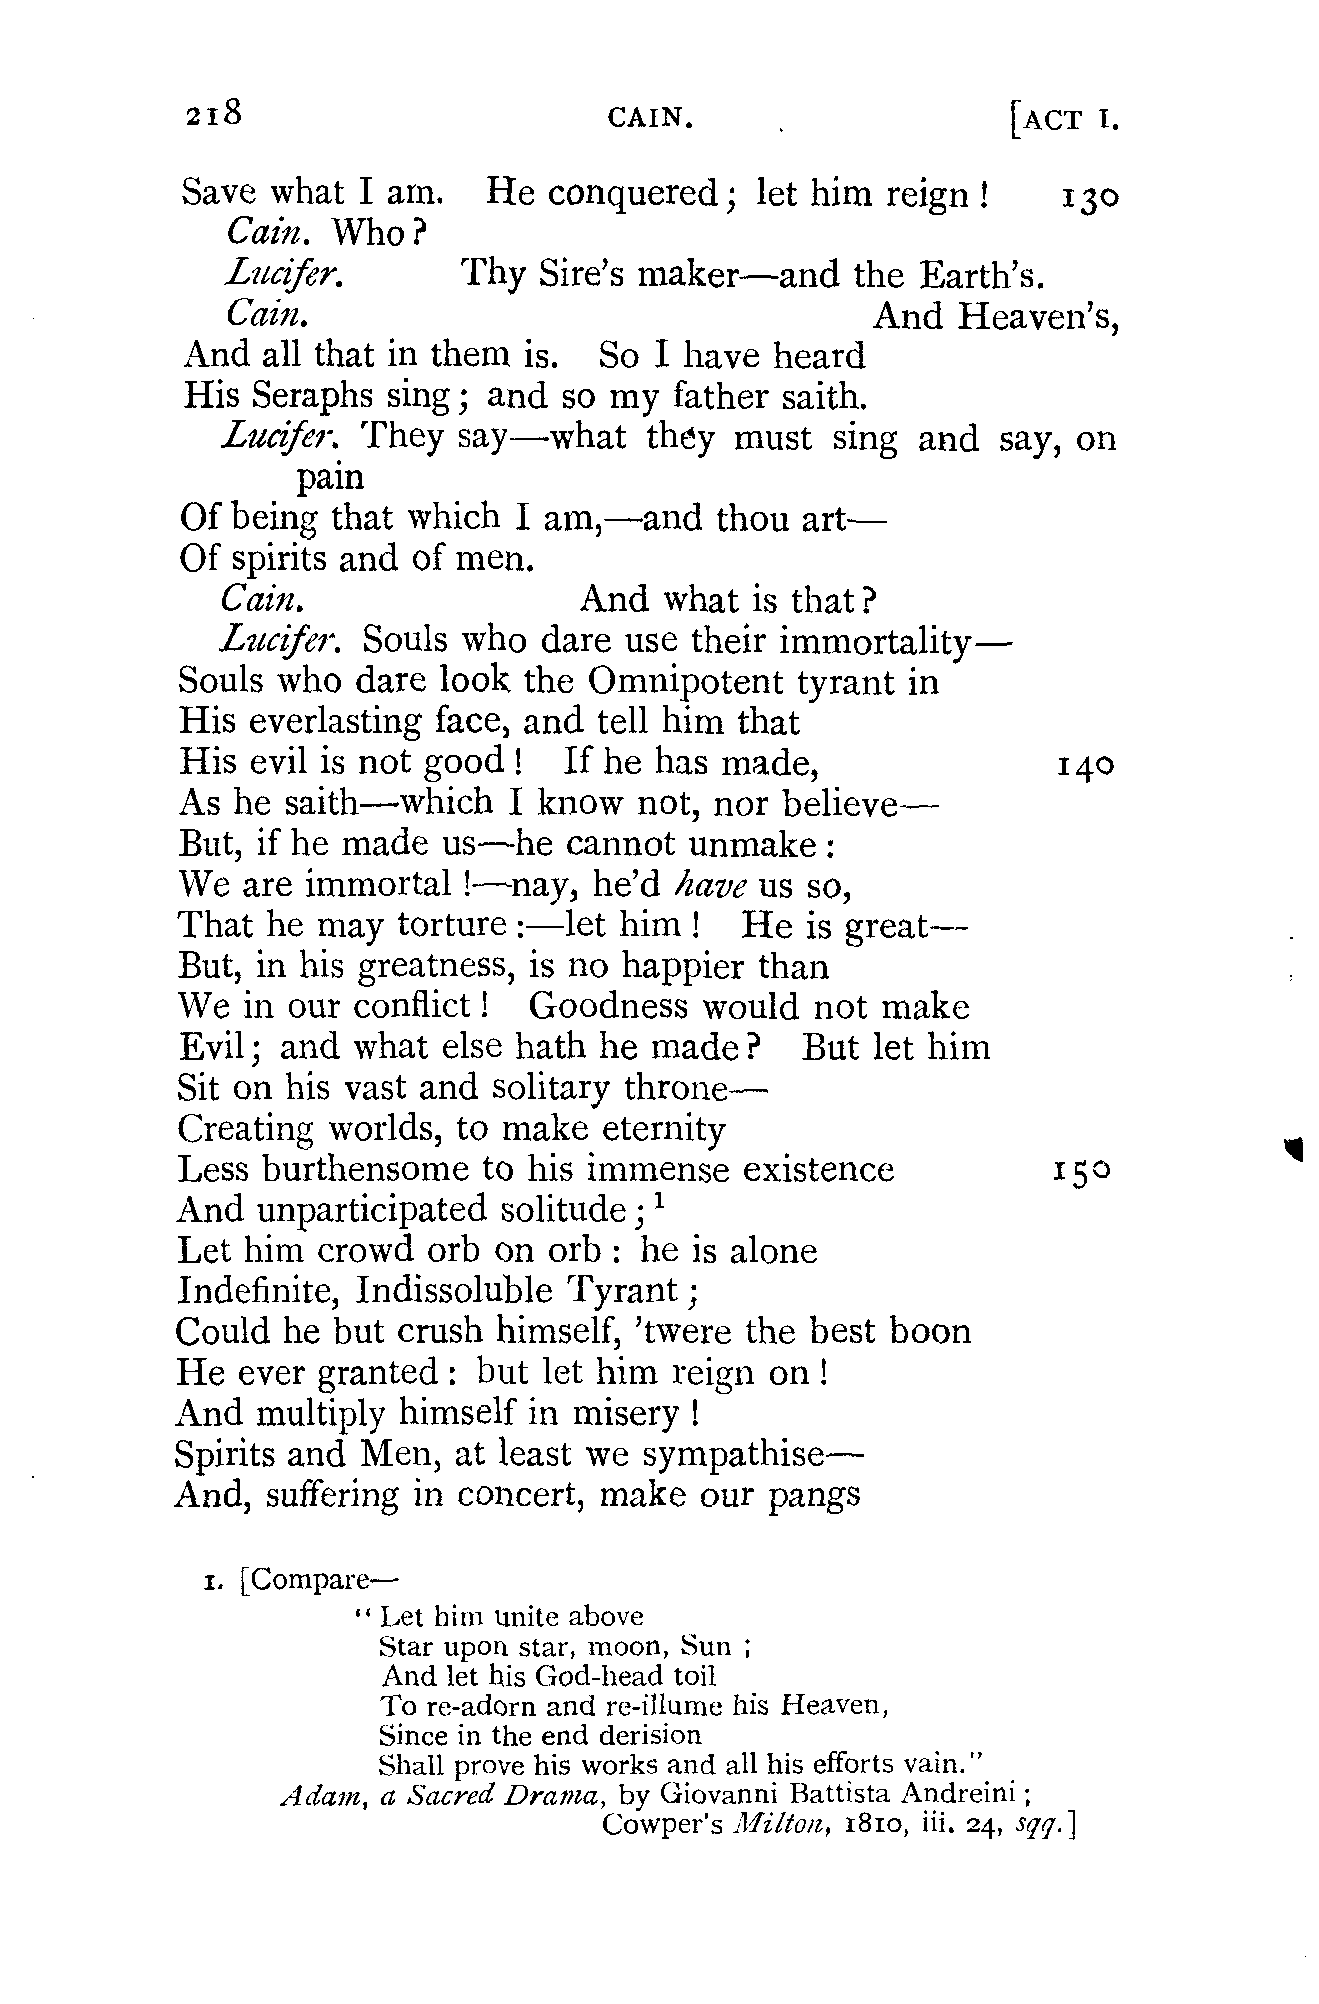 218 CAIN. [ACT I.
Save what I am. He conquered; let him reign! 130
Cain. Who?
Lucifer. Thy Sire's maker—and the Earth's.
Cain. And Heaven's,
And all that in them is. So I have heard
His Seraphs sing; and so my father saith.
Lucifer. They say—what they must sing and say, on
pain
Of being that which I am,—and thou art—
Of spirits and of men.
Cain. And what is that?
Lucifer. Souls who dare use their immortality—
Souls who dare look the Omnipotent tyrant in
His everlasting face, and tell him that
His evil is not good! If he has made, 140
As he saith—which I know not, nor believe—
But, if he made us—he cannot unmake:
We are immortal!—nay, he'd have us so,
That he may torture:—let him! He is great—
But, in his greatness, is no happier than
We in our conflict! Goodness would not make
Evil; and what else hath he made? But let him
Sit on his vast and solitary throne—
Creating worlds, to make eternity
Less burthensome to his immense existence 150
And unparticipated solitude;¹
Let him crowd orb on orb: he is alone
Indefinite, Indissoluble Tyrant;
Could he but crush himself, 'twere the best boon
He ever granted: but let him reign on!
And multiply himself in misery!
Spirits and Men, at least we sympathise—
And, suffering in concert, make our pangs
1. [Compare—
"Let him unite above
Star upon star, moon, Sun;
And let his God-head toil
To re-adorn and re-illume his Heaven,
Since in the end derision
Shall prove his works and all his efforts vain."
Adam, a Sacred Drama, by Giovanni Battista Andreini;
Cowper's Milton, 1810, iii. 24, sqq.]